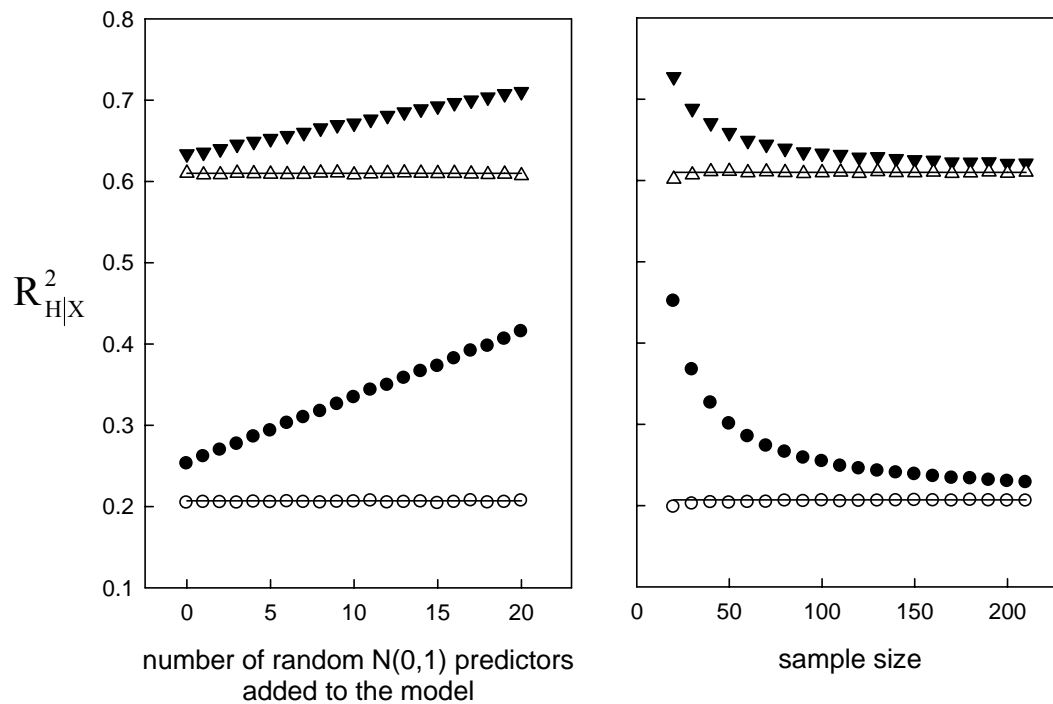 0.8
0.7
0.6
0.5
0.4
0.3
0.2
0.1
R²H|X
0 5 10 15 20
0 50 100 150 200
number of random N(0,1) predictors
added to the model
sample size